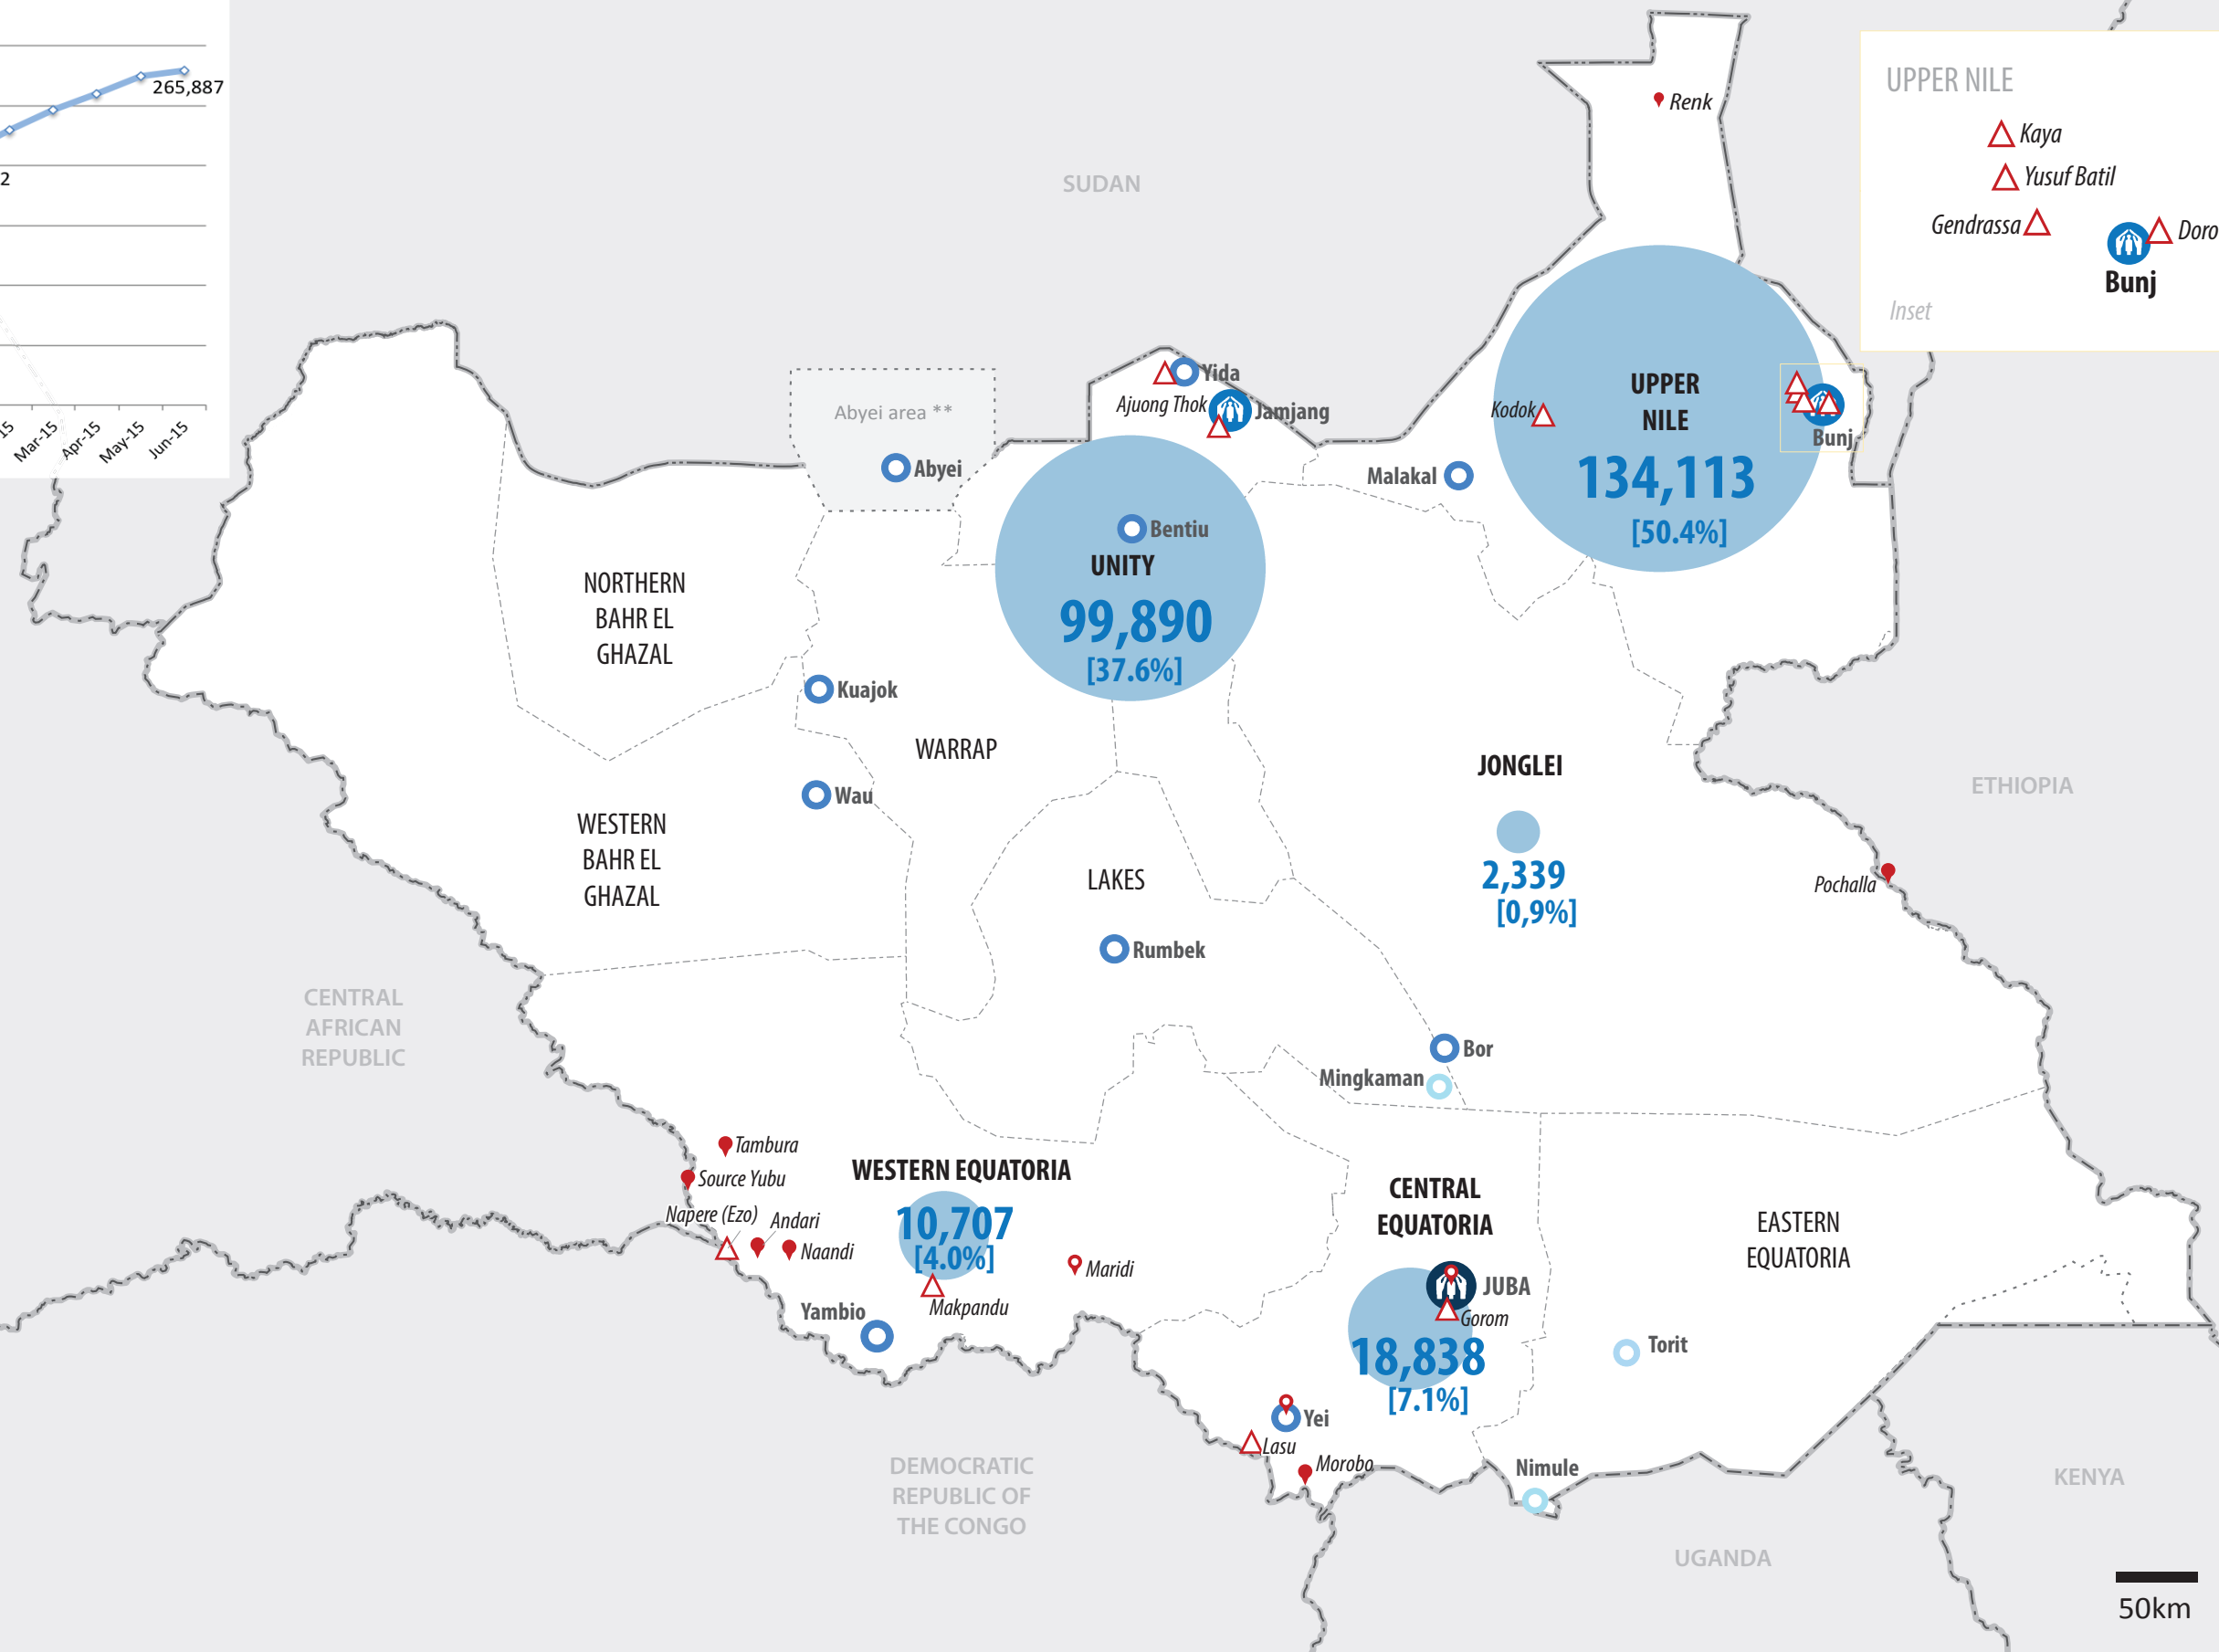 265,887
2
15
Mar-15
Apr-15
May-15
Jun-15
SUDAN
Renk
UPPER NILE
Kaya
Yusuf Batil
Gendrassa
Doro
Bunj
Inset
Yida
Ajuong Thok
Jamjang
Abyei area **
Abyei
Kodok
UPPER
NILE
134,113
[50.4%]
Bunj
Malakal
Bentiu
UNITY
99,890
[37.6%]
NORTHERN
BAHR EL
GHAZAL
Kuajok
WARRAP
Wau
WESTERN
BAHR EL
GHAZAL
JONGLEI
2,339
[0,9%]
ETHIOPIA
Pochalla
LAKES
Rumbek
CENTRAL
AFRICAN
REPUBLIC
Bor
Mingkaman
Tambura
Source Yubu
Napere (Ezo)
Andari
Naandi
WESTERN EQUATORIA
10,707
[4.0%]
Makpandu
Maridi
Yambio
CENTRAL
EQUATORIA
JUBA
Gorom
18,838
[7.1%]
EASTERN
EQUATORIA
Torit
Yei
Lasu
Morobo
Nimule
DEMOCRATIC
REPUBLIC OF
THE CONGO
KENYA
UGANDA
50km